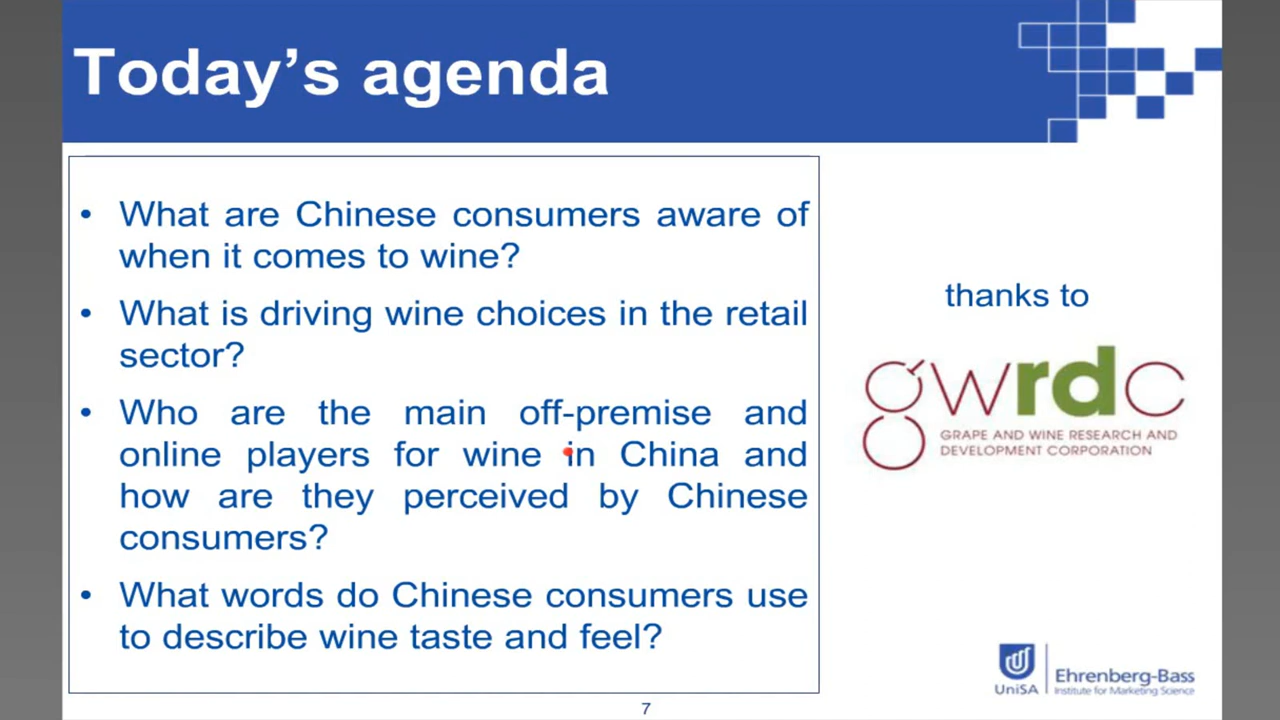 Today’s agenda
• What are Chinese consumers aware of
when it comes to wine?
• What is driving wine choices in the retail
sector?
• Who are the main off-premise and
online players for wine in China and
how are they perceived by Chinese
consumers?
• What words do Chinese consumers use
to describe wine taste and feel?
thanks to
gwrdc
GRAPE AND WINE RESEARCH AND
DEVELOPMENT CORPORATION
UniSA
Ehrenberg-Bass
Institute for Marketing Science
7